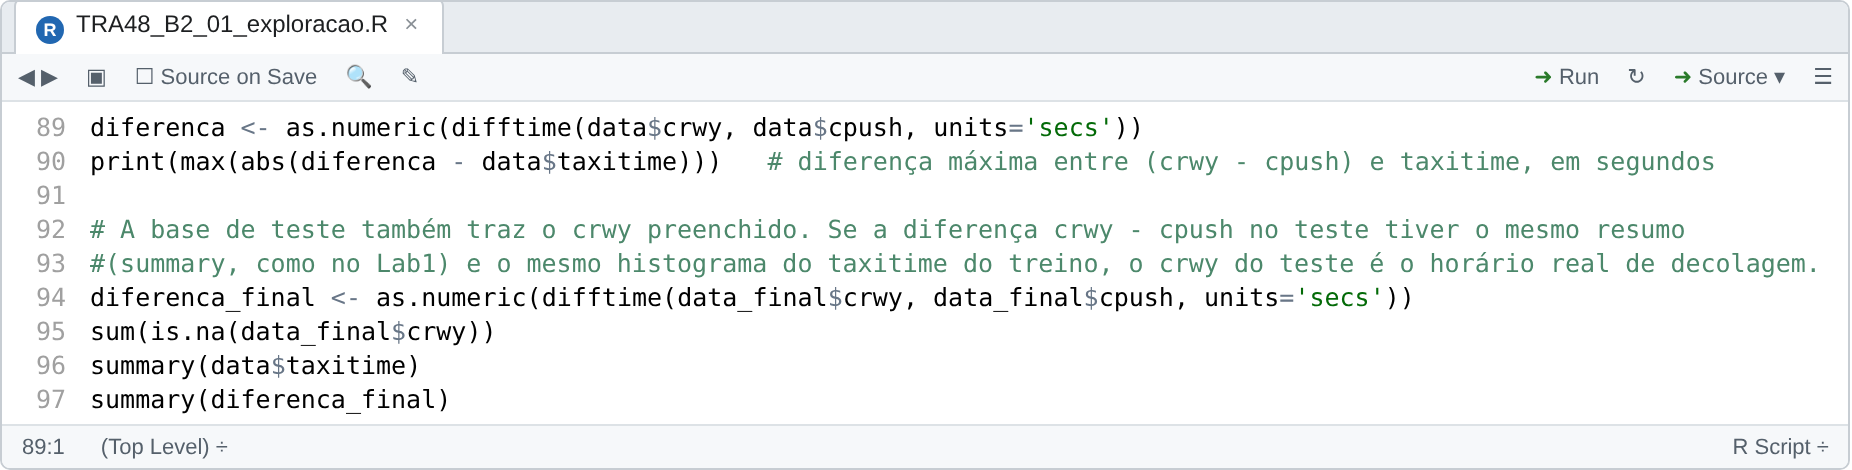 R TRA48_B2_01_exploracao.R ×
◀ ▶ ▣ ☐ Source on Save 🔍 ✎ ➜ Run ↻ ➜ Source ▾ ☰
89 diferenca <- as.numeric(difftime(data$crwy, data$cpush, units='secs'))
90 print(max(abs(diferenca - data$taxitime)))   # diferença máxima entre (crwy - cpush) e taxitime, em segundos
91
92 # A base de teste também traz o crwy preenchido. Se a diferença crwy - cpush no teste tiver o mesmo resumo
93 #(summary, como no Lab1) e o mesmo histograma do taxitime do treino, o crwy do teste é o horário real de decolagem.
94 diferenca_final <- as.numeric(difftime(data_final$crwy, data_final$cpush, units='secs'))
95 sum(is.na(data_final$crwy))
96 summary(data$taxitime)
97 summary(diferenca_final)
89:1 (Top Level) ÷ R Script ÷